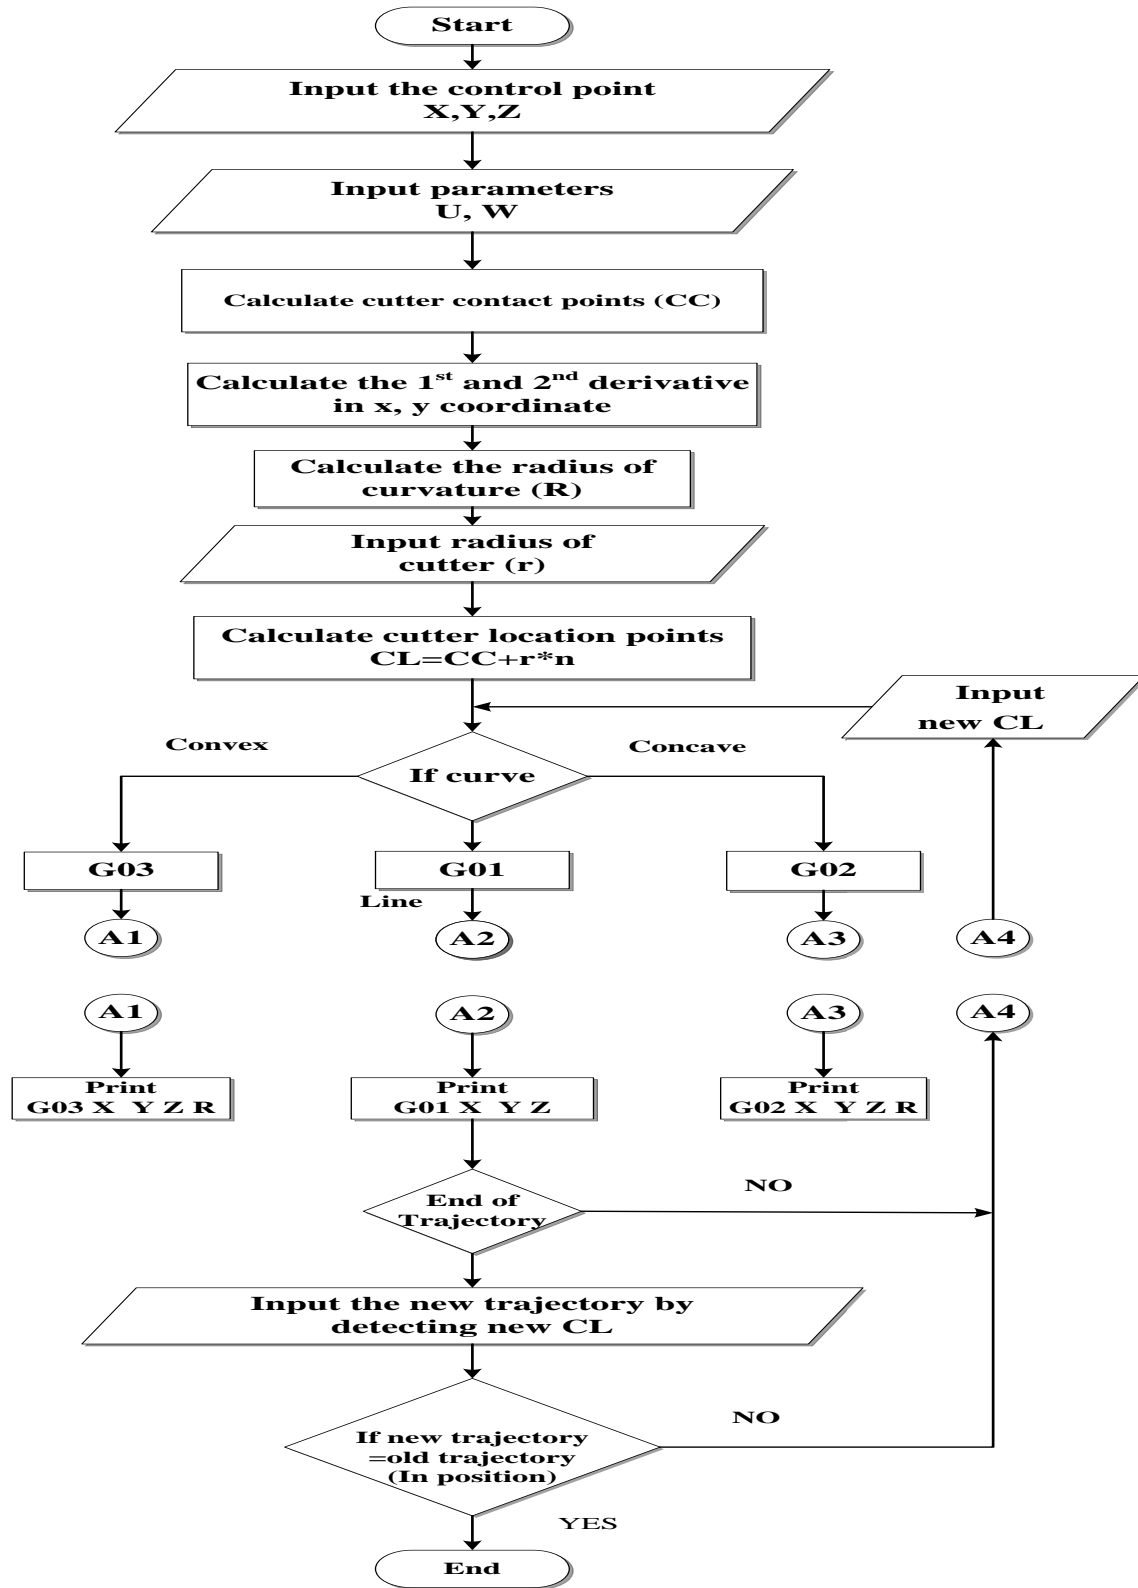 Start
Input the control point
X,Y,Z
Input parameters
U, W
Calculate cutter contact points (CC)
Calculate the 1st and 2nd derivative
in x, y coordinate
Calculate the radius of
curvature (R)
Input radius of
cutter (r)
Calculate cutter location points
CL=CC+r*n
Input
new CL
Convex
Concave
If curve
G03
G01
G02
Line
A1
A2
A3
A4
A1
A2
A3
A4
Print
G03 X Y Z R
Print
G01 X Y Z
Print
G02 X Y Z R
End of
Trajectory
NO
Input the new trajectory by
detecting new CL
If new trajectory
=old trajectory
(In position)
NO
YES
End